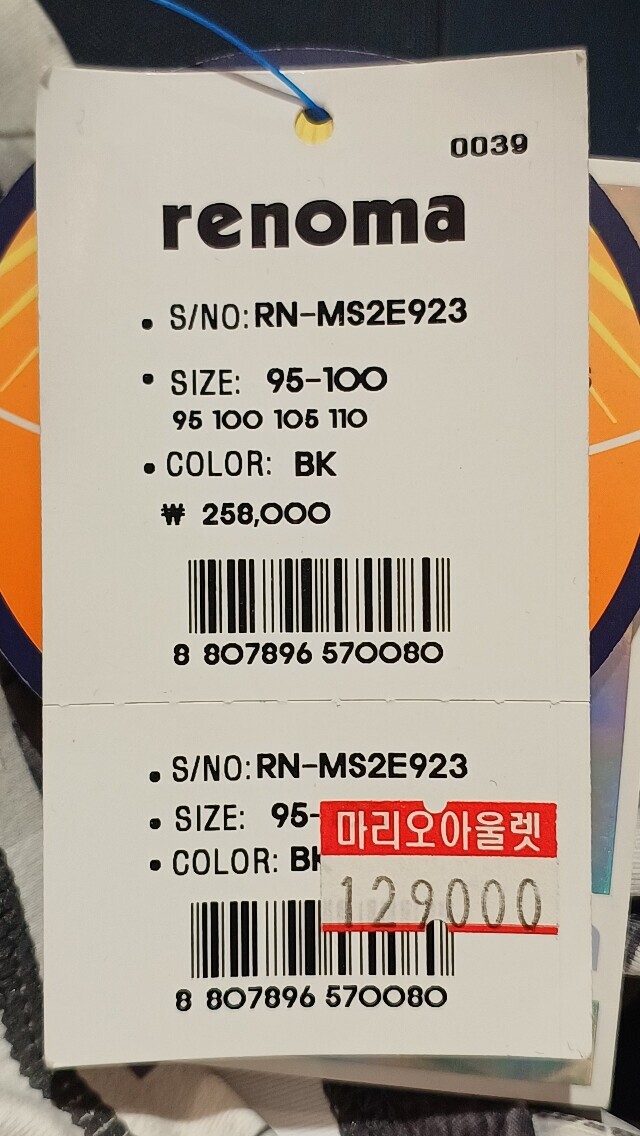 0039
renoma
• S/NO: RN-MS2E923
• SIZE: 95-100
95 100 105 110
• COLOR: BK
₩ 258,000
8 807896 570080
• S/NO: RN-MS2E923
• SIZE: 95-
마리오아울렛
• COLOR: BK
129000
8 807896 570080